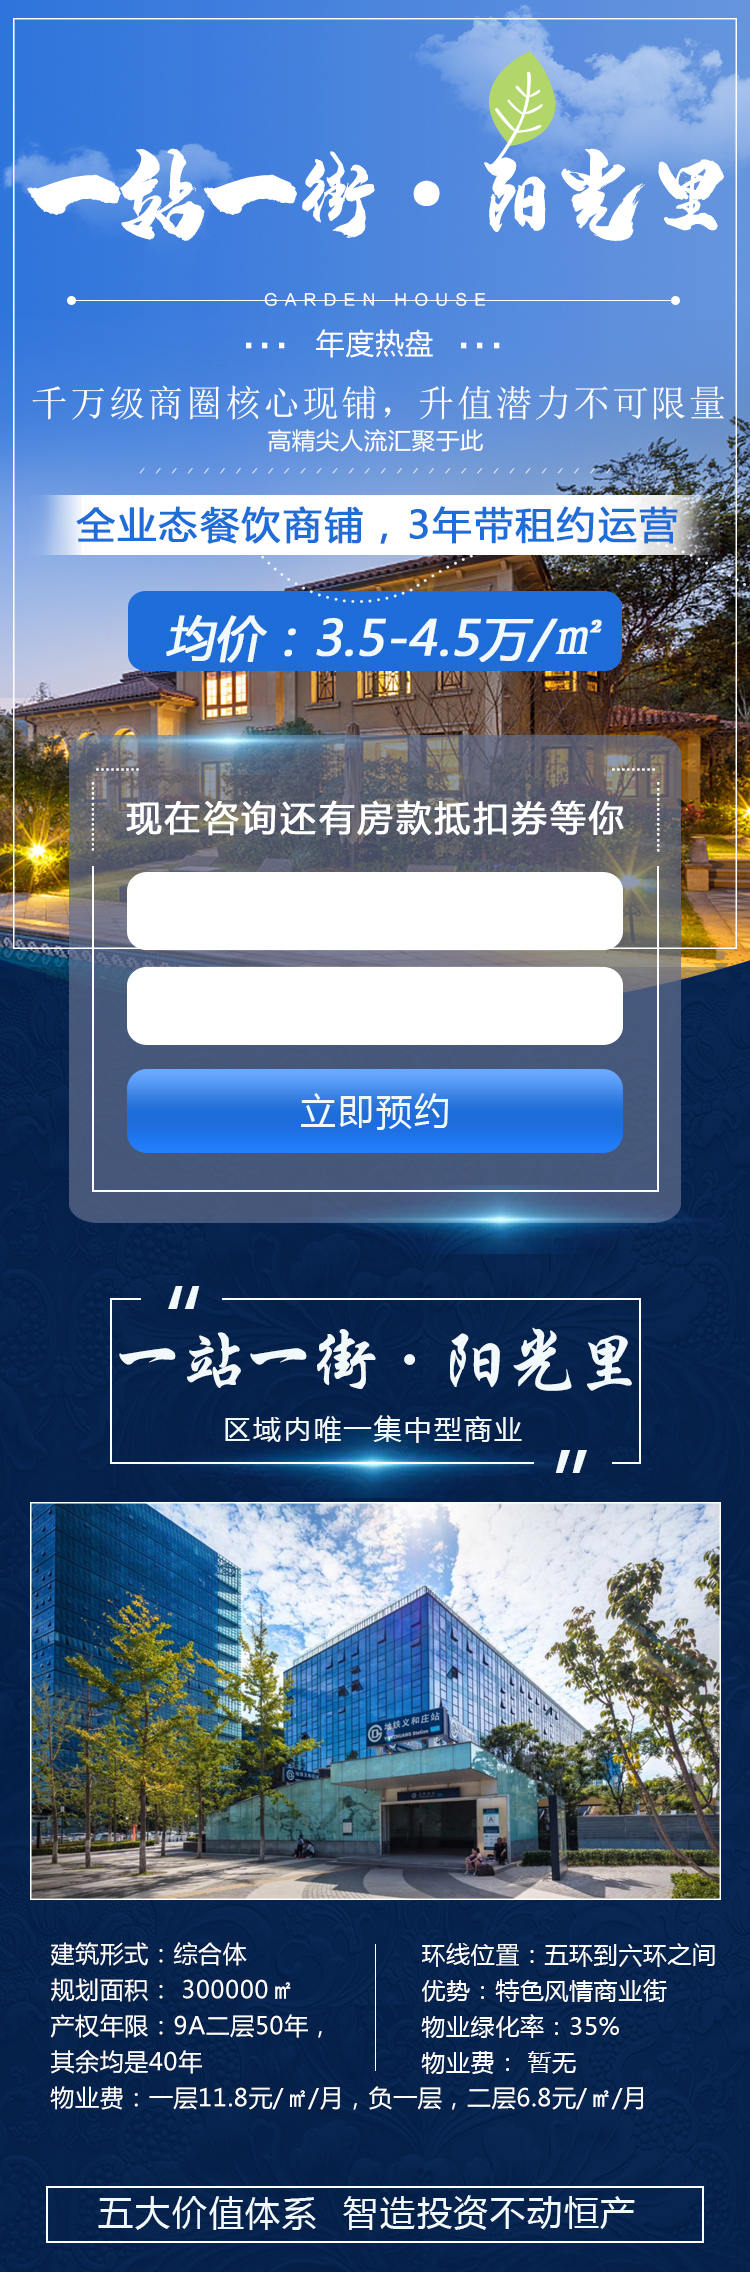 一站一街·阳光里
GARDEN HOUSE
年度热盘
千万级商圈核心现铺，升值潜力不可限量
高精尖人流汇聚于此
全业态餐饮商铺，3年带租约运营
均价：3.5-4.5万/㎡
现在咨询还有房款抵扣券等你
立即预约
一站一街·阳光里
区域内唯一集中型商业
地铁义和庄站
建筑形式：综合体
规划面积： 300000㎡
产权年限：9A二层50年，
其余均是40年
环线位置：五环到六环之间
优势：特色风情商业街
物业绿化率：35%
物业费： 暂无
物业费：一层11.8元/㎡/月，负一层，二层6.8元/㎡/月
五大价值体系 智造投资不动恒产